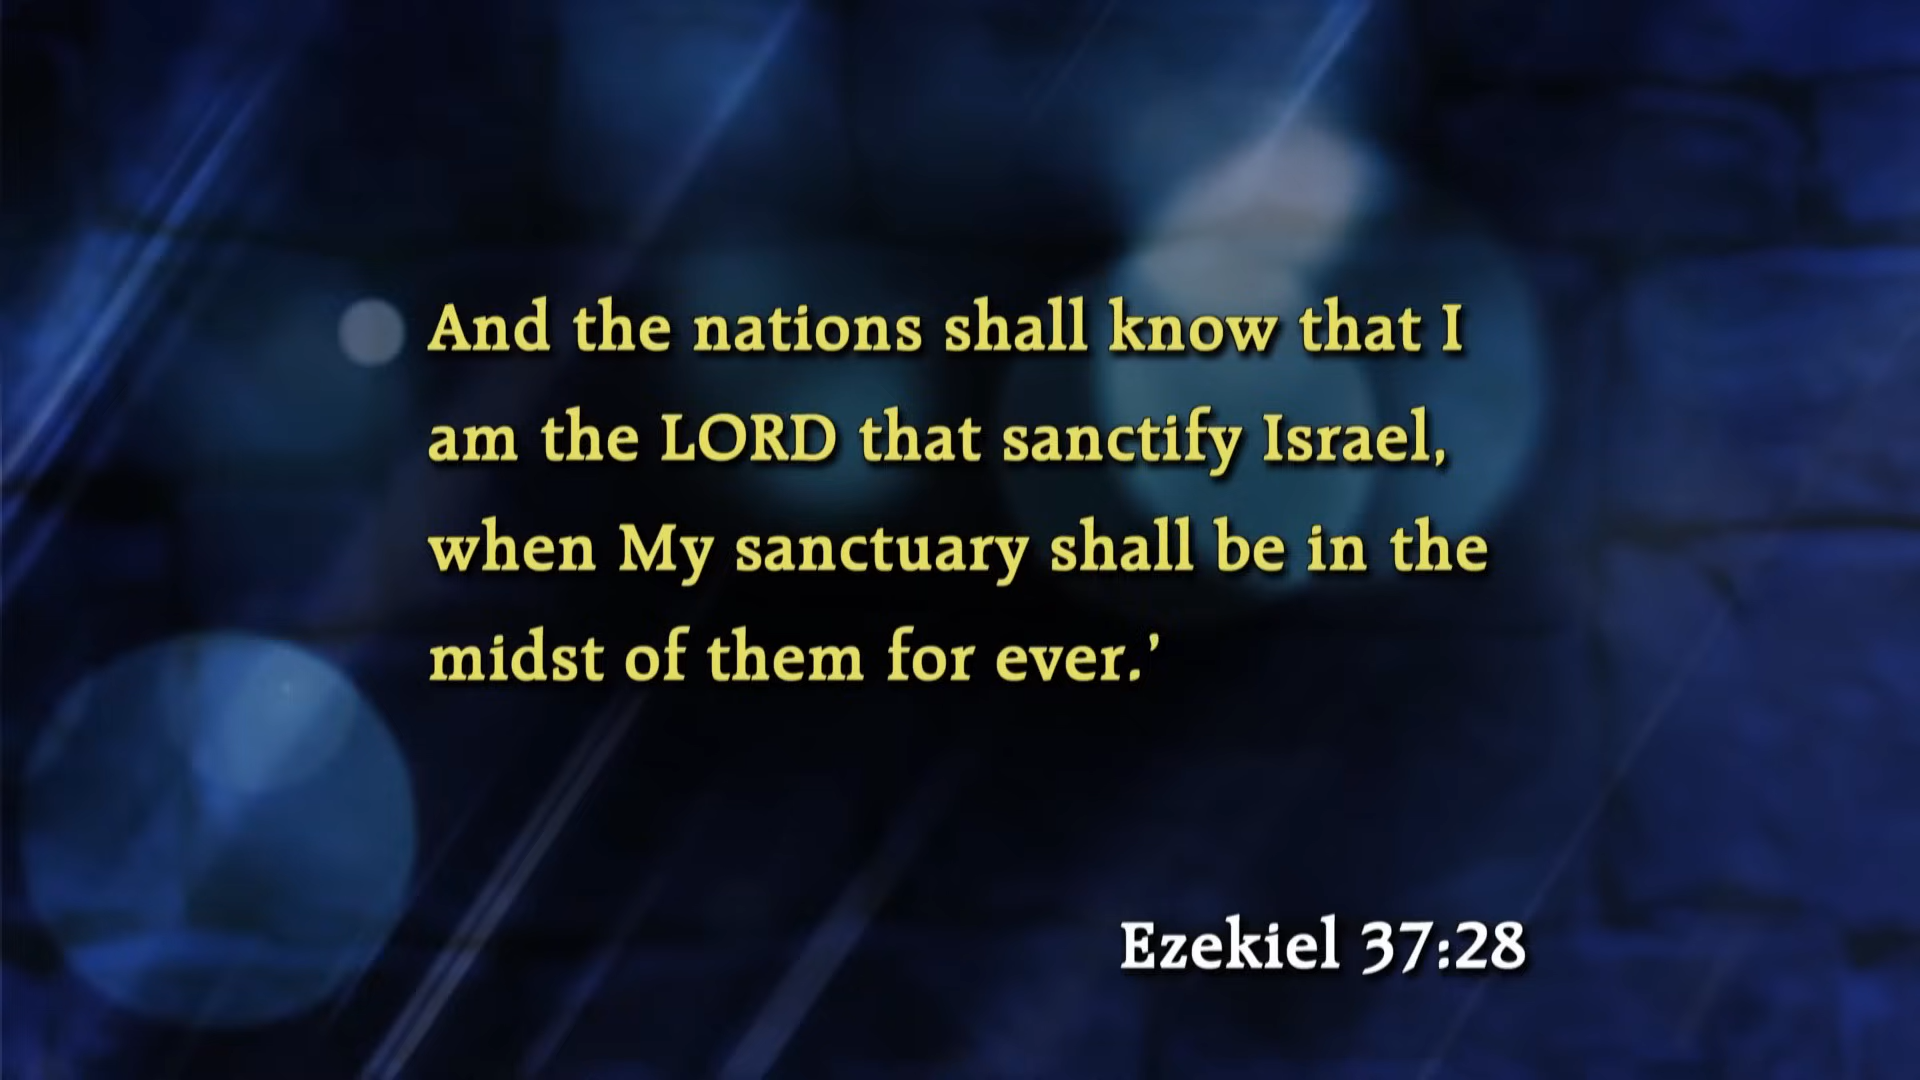 And the nations shall know that I
am the LORD that sanctify Israel,
when My sanctuary shall be in the
midst of them for ever.’
Ezekiel 37:28